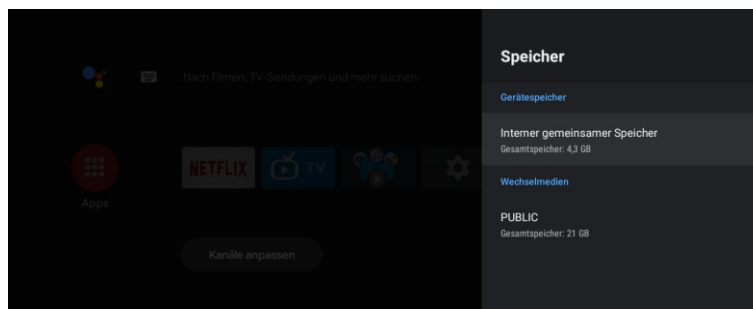 Speicher
Nach Filmen, TV-Sendungen und mehr suchen
Gerätespeicher
Interner gemeinsamer Speicher
Gesamtspeicher: 4,3 GB
NETFLIX
TV
Wechselmedien
Apps
PUBLIC
Gesamtspeicher: 21 GB
Kanäle anpassen